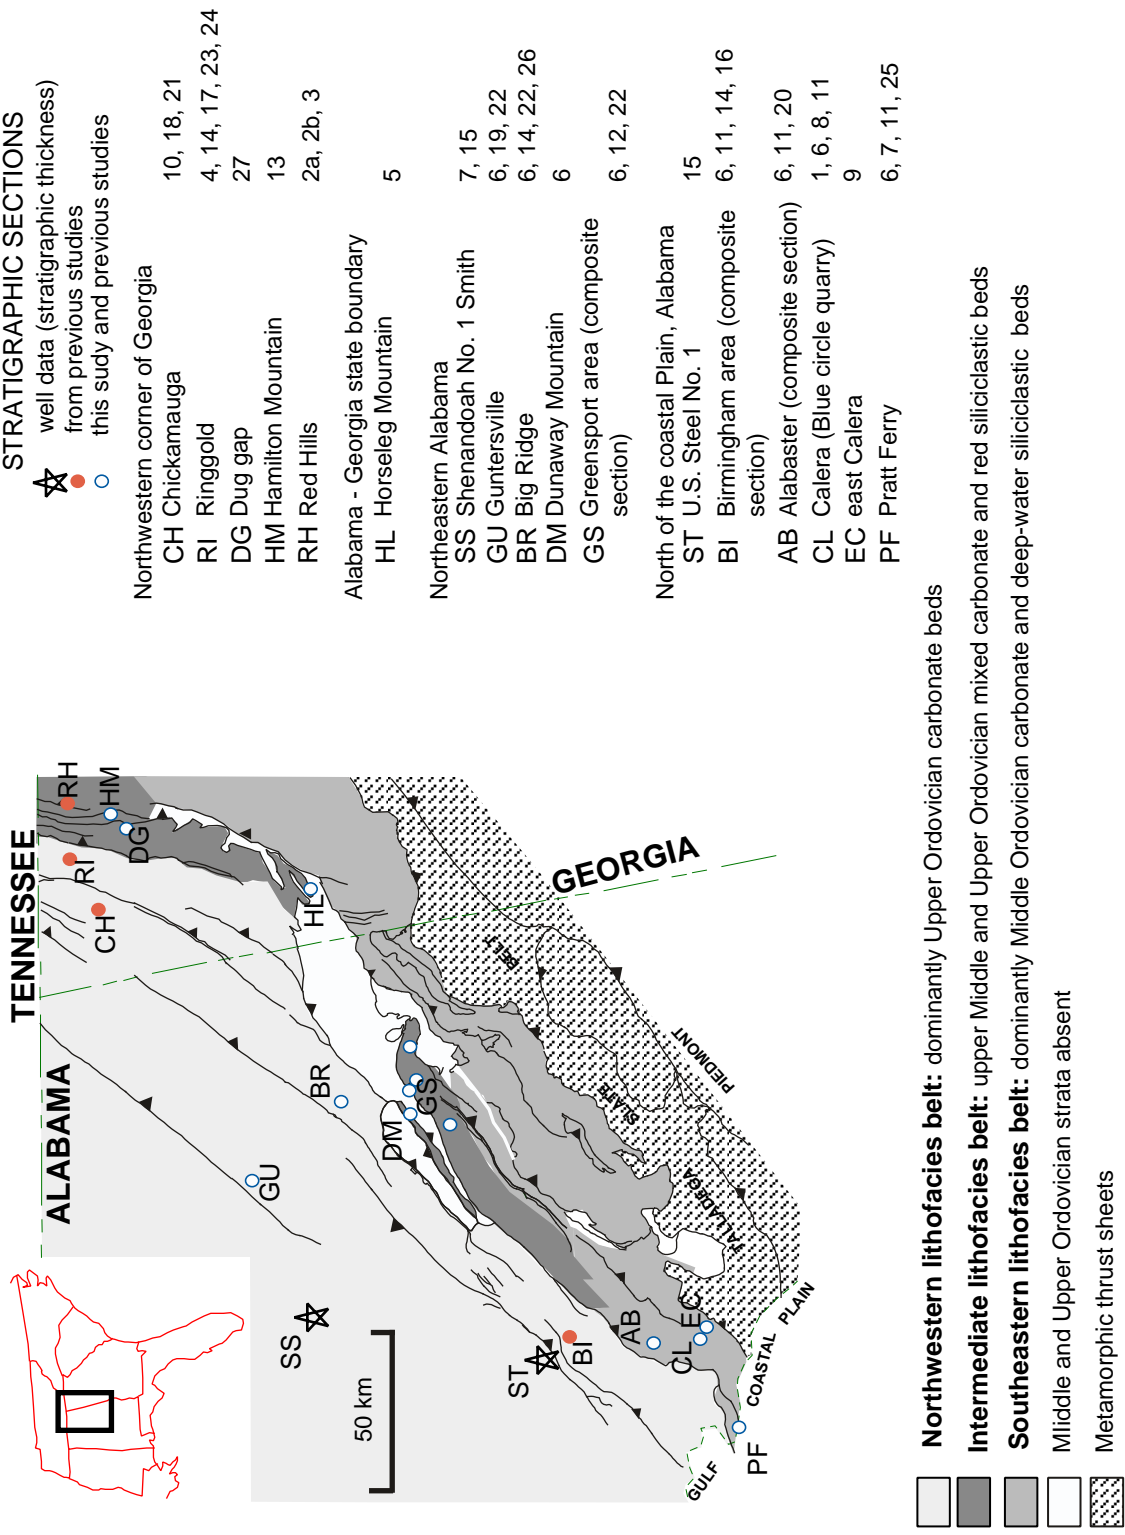 STRATIGRAPHIC SECTIONS
well data (stratigraphic thickness)
from previous studies
this sudy and previous studies
Northwestern corner of Georgia
CH Chickamauga 10, 18, 21
RI Ringgold 4, 14, 17, 23, 24
DG Dug gap 27
HM Hamilton Mountain 13
RH Red Hills 2a, 2b, 3
Alabama - Georgia state boundary
HL Horseleg Mountain 5
Northeastern Alabama
SS Shenandoah No. 1 Smith 7, 15
GU Guntersville 6, 19, 22
BR Big Ridge 6, 14, 22, 26
DM Dunaway Mountain 6
GS Greensport area (composite
section) 6, 12, 22
North of the coastal Plain, Alabama
ST U.S. Steel No. 1 15
BI Birmingham area (composite 6, 11, 14, 16
section)
AB Alabaster (composite section) 6, 11, 20
CL Calera (Blue circle quarry) 1, 6, 8, 11
EC east Calera 9
PF Pratt Ferry 6, 7, 11, 25
TENNESSEE
ALABAMA
GEORGIA
RH
HM
DG
RI
CH
HL
BR
GU
DM
GS
SS
ST
BI
AB
CL
EC
PF
50 km
BELT
SLATE
TALLADEGA
PIEDMONT
GULF
COASTAL
PLAIN
Northwestern lithofacies belt: dominantly Upper Ordovician carbonate beds
Intermediate lithofacies belt: upper Middle and Upper Ordovician mixed carbonate and red siliciclastic beds
Southeastern lithofacies belt: dominantly Middle Ordovician carbonate and deep-water siliciclastic beds
Mliddle and Upper Ordovician strata absent
Metamorphic thrust sheets